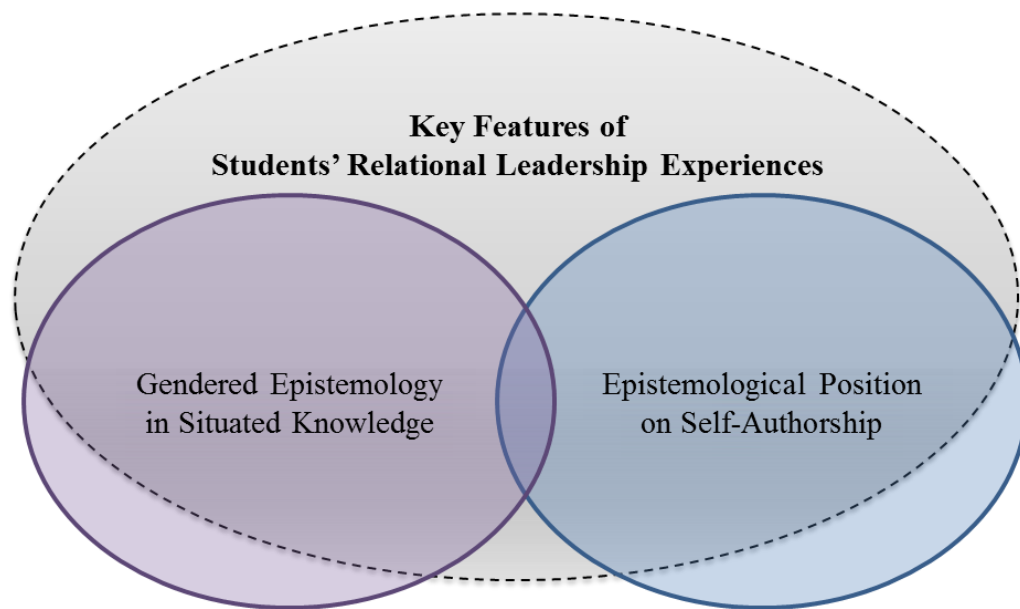 Key Features of
Students’ Relational Leadership Experiences
Gendered Epistemology
in Situated Knowledge
Epistemological Position
on Self-Authorship